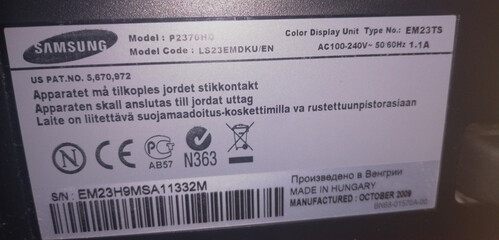 SAMSUNG
Model : P2370HD
Model Code : LS23EMDKU/EN
Color Display Unit Type No.: EM23TS
AC100-240V~ 50/60Hz 1.1A
US PAT.NO. 5,670,972
Apparatet må tilkoples jordet stikkontakt
Apparaten skall anslutas till jordat uttag
Laite on liitettävä suojamaadoitus-koskettimilla va rustettuunpistorasiaan
N CE PG AB57 N363
S/N : EM23H9MSA11332M
Произведено в Венгрии
MADE IN HUNGARY
MANUFACTURED: OCTOBER 2009